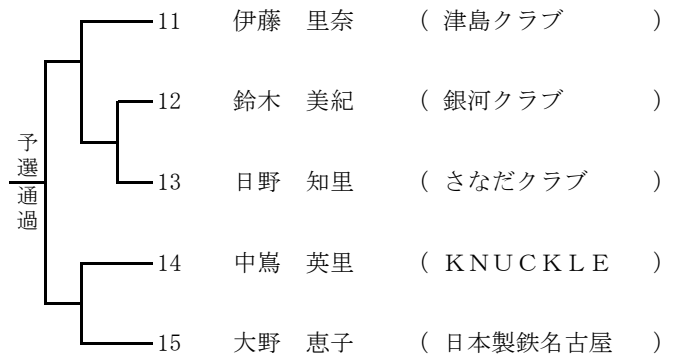 11 伊藤 里奈 ( 津島クラブ )
12 鈴木 美紀 ( 銀河クラブ )
予選通過
13 日野 知里 ( さなだクラブ )
14 中嶌 英里 ( ＫＮＵＣＫＬＥ )
15 大野 恵子 ( 日本製鉄名古屋 )